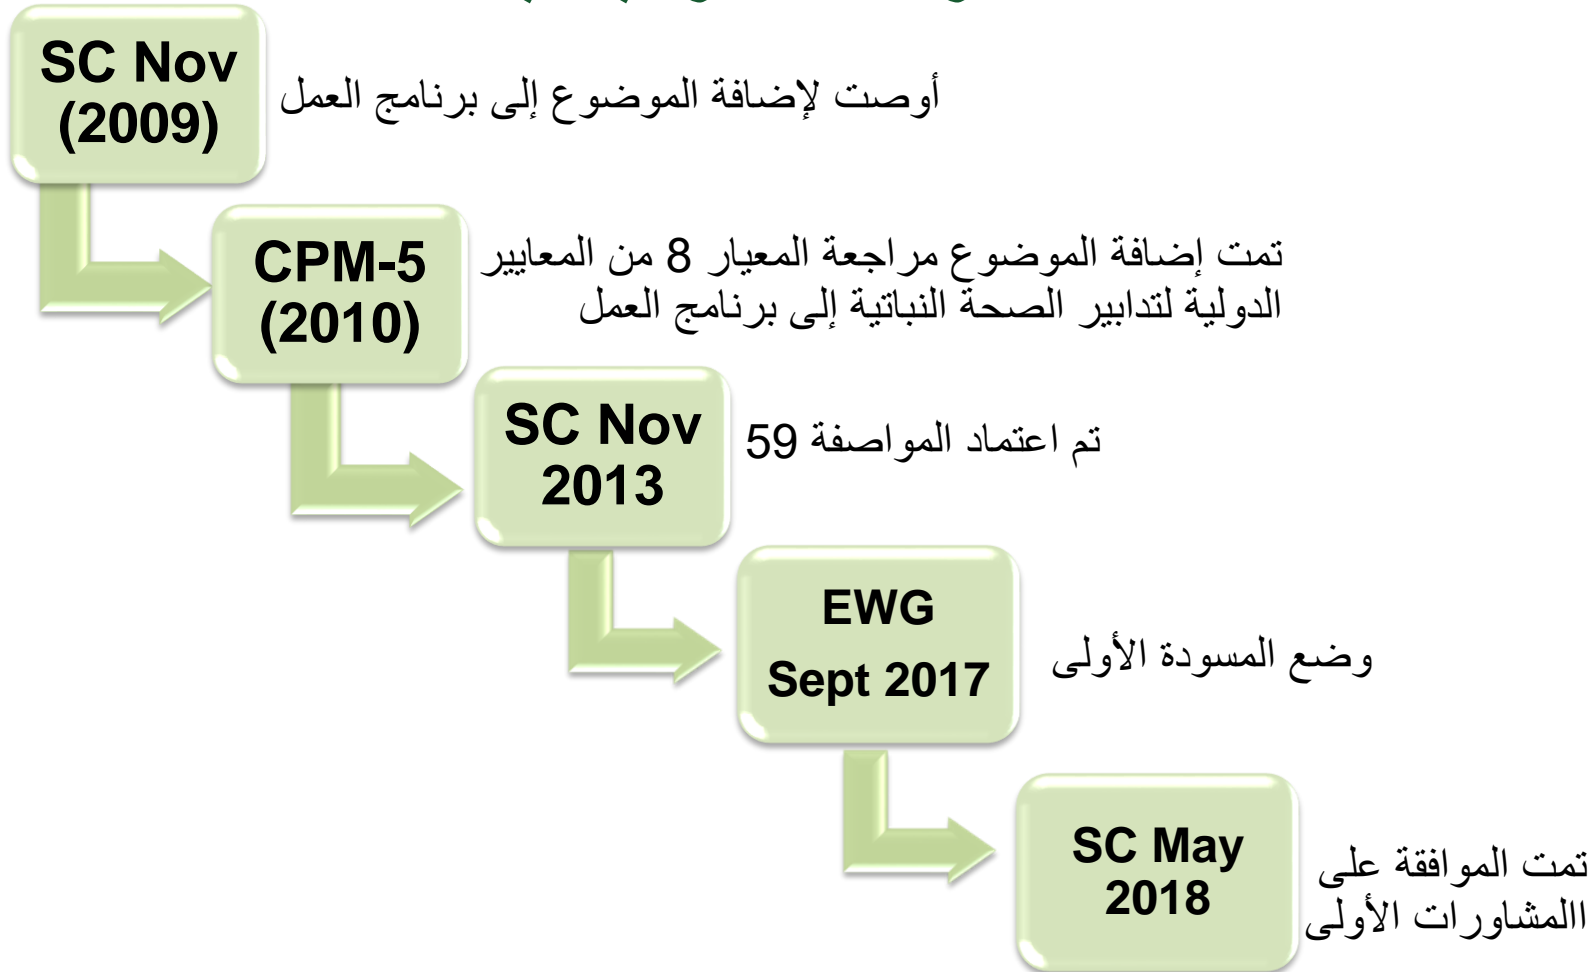 SC Nov
(2009)
أوصت لإضافة الموضوع إلى برنامج العمل
CPM-5
(2010)
تمت إضافة الموضوع مراجعة المعيار 8 من المعايير
الدولية لتدابير الصحة النباتية إلى برنامج العمل
SC Nov
2013
تم اعتماد المواصفة 59
EWG
Sept 2017
وضع المسودة الأولى
SC May
2018
تمت الموافقة على
االمشاورات الأولى